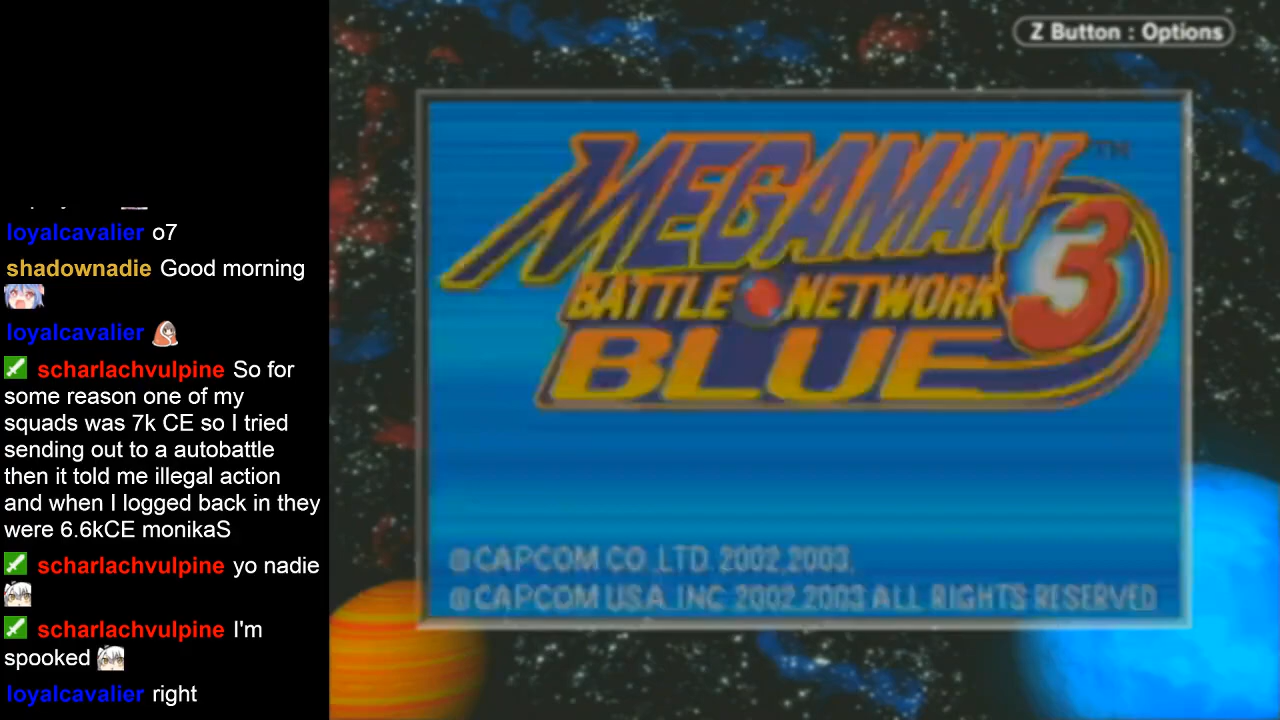 loyalcavalier o7
shadownadie Good morning
loyalcavalier
scharlachvulpine So for
some reason one of my
squads was 7k CE so I tried
sending out to a autobattle
then it told me illegal action
and when I logged back in they
were 6.6kCE monikaS
scharlachvulpine yo nadie
scharlachvulpine I'm
spooked
loyalcavalier right
Z Button : Options
MEGAMAN ™
3
BATTLE NETWORK
BLUE
©CAPCOM CO.,LTD. 2002,2003,
©CAPCOM U.S.A.,INC 2002,2003 ALL RIGHTS RESERVED